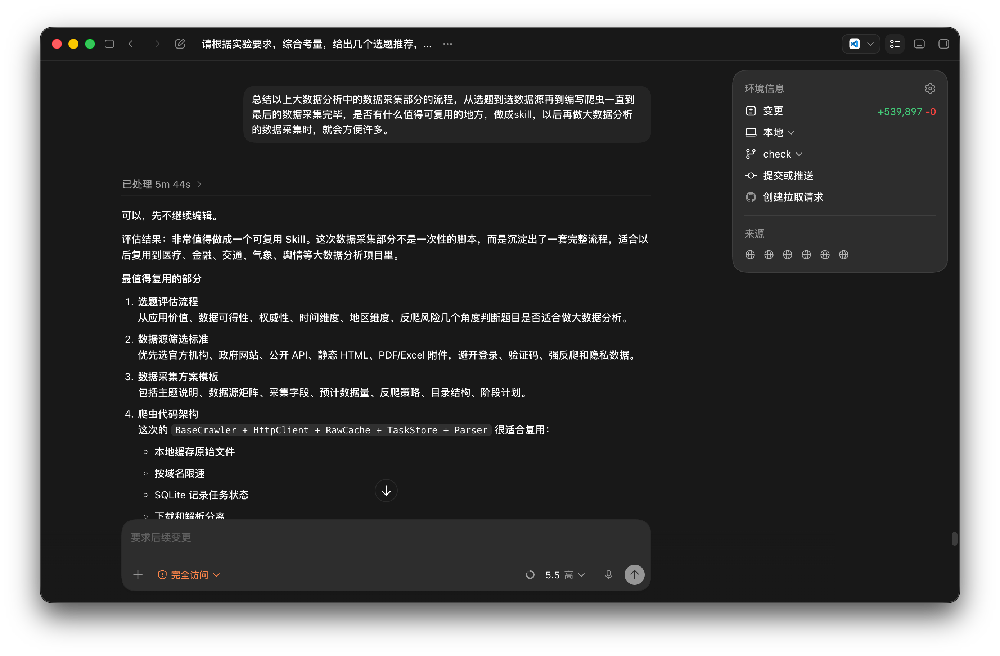 请根据实验要求，综合考量，给出几个选题推荐，...
总结以上大数据分析中的数据采集部分的流程，从选题到选数据源再到编写爬虫一直到
最后的数据采集完毕，是否有什么值得可复用的地方，做成skill，以后再做大数据分析
的数据采集时，就会方便许多。
已处理 5m 44s
可以，先不继续编辑。
评估结果：非常值得做成一个可复用 Skill。这次数据采集部分不是一次性的脚本，而是沉淀出了一套完整流程，适合以
后复用到医疗、金融、交通、气象、舆情等大数据分析项目里。
最值得复用的部分
1. 选题评估流程
从应用价值、数据可得性、权威性、时间维度、地区维度、反爬风险几个角度判断题目是否适合做大数据分析。
2. 数据源筛选标准
优先选官方机构、政府网站、公开 API、静态 HTML、PDF/Excel 附件，避开登录、验证码、强反爬和隐私数据。
3. 数据采集方案模板
包括主题说明、数据源矩阵、采集字段、预计数据量、反爬策略、目录结构、阶段计划。
4. 爬虫代码架构
这次的 BaseCrawler + HttpClient + RawCache + TaskStore + Parser 很适合复用：
本地缓存原始文件
按域名限速
SQLite 记录任务状态
下载和解析分离
要求后续变更
完全访问
5.5 高
环境信息
变更 +539,897 -0
本地
check
提交或推送
创建拉取请求
来源